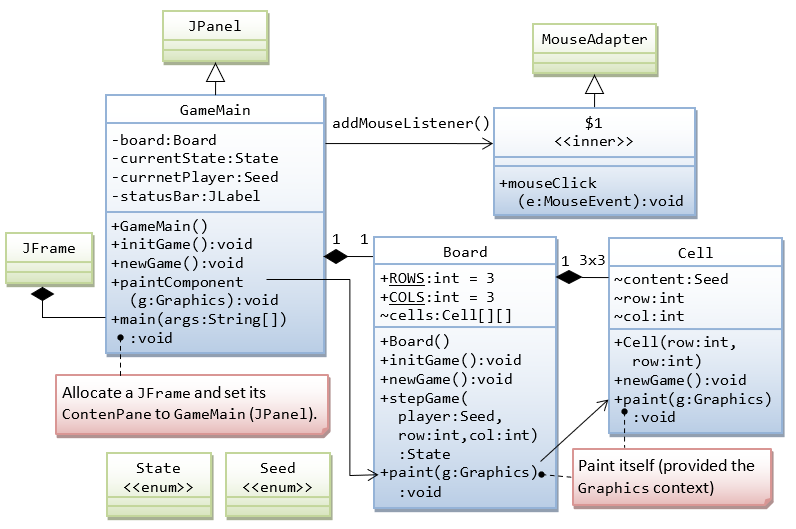 JPanel
MouseAdapter
GameMain
-board:Board
-currentState:State
-currnetPlayer:Seed
-statusBar:JLabel
+GameMain()
+initGame():void
+newGame():void
+paintComponent
(g:Graphics):void
+main(args:String[])
:void
addMouseListener()
$1
<<inner>>
+mouseClick
(e:MouseEvent):void
JFrame
1 1
Board
+ROWS:int = 3
+COLS:int = 3
~cells:Cell[][]
+Board()
+initGame():void
+newGame():void
+stepGame(
player:Seed,
row:int,col:int)
:State
+paint(g:Graphics)
:void
1 3x3
Cell
~content:Seed
~row:int
~col:int
+Cell(row:int,
row:int)
+newGame():void
+paint(g:Graphics)
:void
Allocate a JFrame and set its
ContenPane to GameMain (JPanel).
Paint itself (provided the
Graphics context)
State
<<enum>>
Seed
<<enum>>